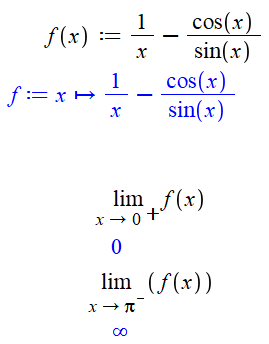 f(x) := 1/x − cos(x)/sin(x)
f := x ↦ 1/x − cos(x)/sin(x)
lim x → 0+ f(x)
0
lim x → π⁻ (f(x))
∞